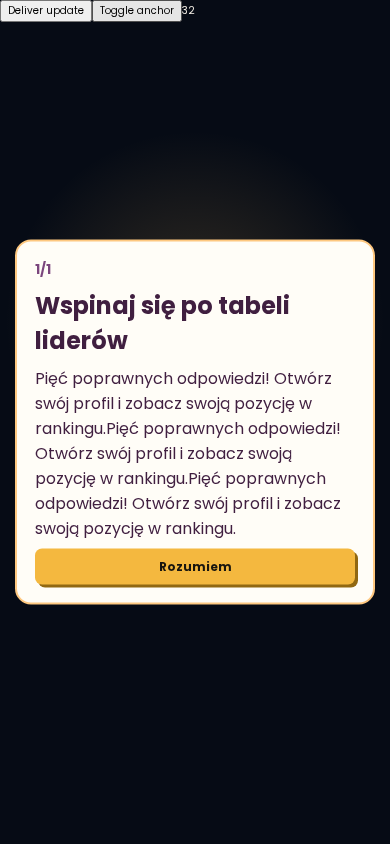 Deliver update Toggle anchor 32
1/1
Wspinaj się po tabeli
liderów
Pięć poprawnych odpowiedzi! Otwórz
swój profil i zobacz swoją pozycję w
rankingu.Pięć poprawnych odpowiedzi!
Otwórz swój profil i zobacz swoją
pozycję w rankingu.Pięć poprawnych
odpowiedzi! Otwórz swój profil i zobacz
swoją pozycję w rankingu.
Rozumiem